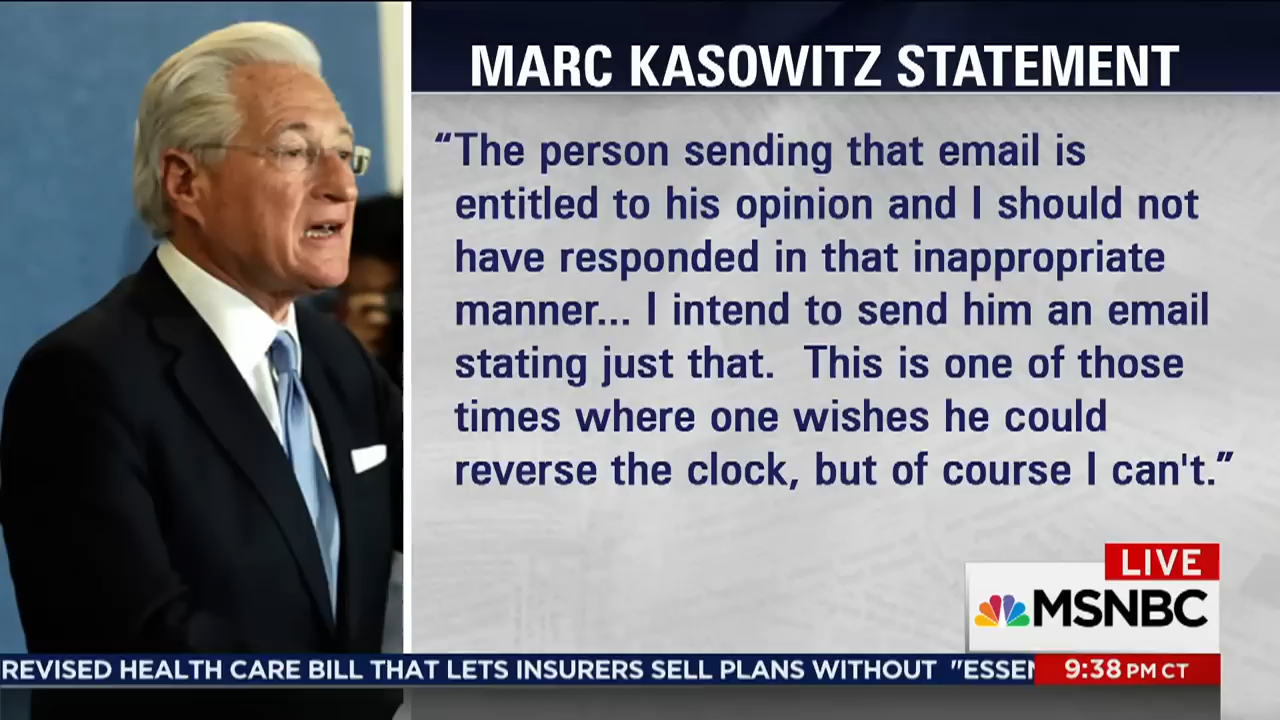 MARC KASOWITZ STATEMENT
“The person sending that email is
entitled to his opinion and I should not
have responded in that inappropriate
manner... I intend to send him an email
stating just that.  This is one of those
times where one wishes he could
reverse the clock, but of course I can't.”
LIVE
MSNBC
REVISED HEALTH CARE BILL THAT LETS INSURERS SELL PLANS WITHOUT "ESSEN
9:38 PM CT